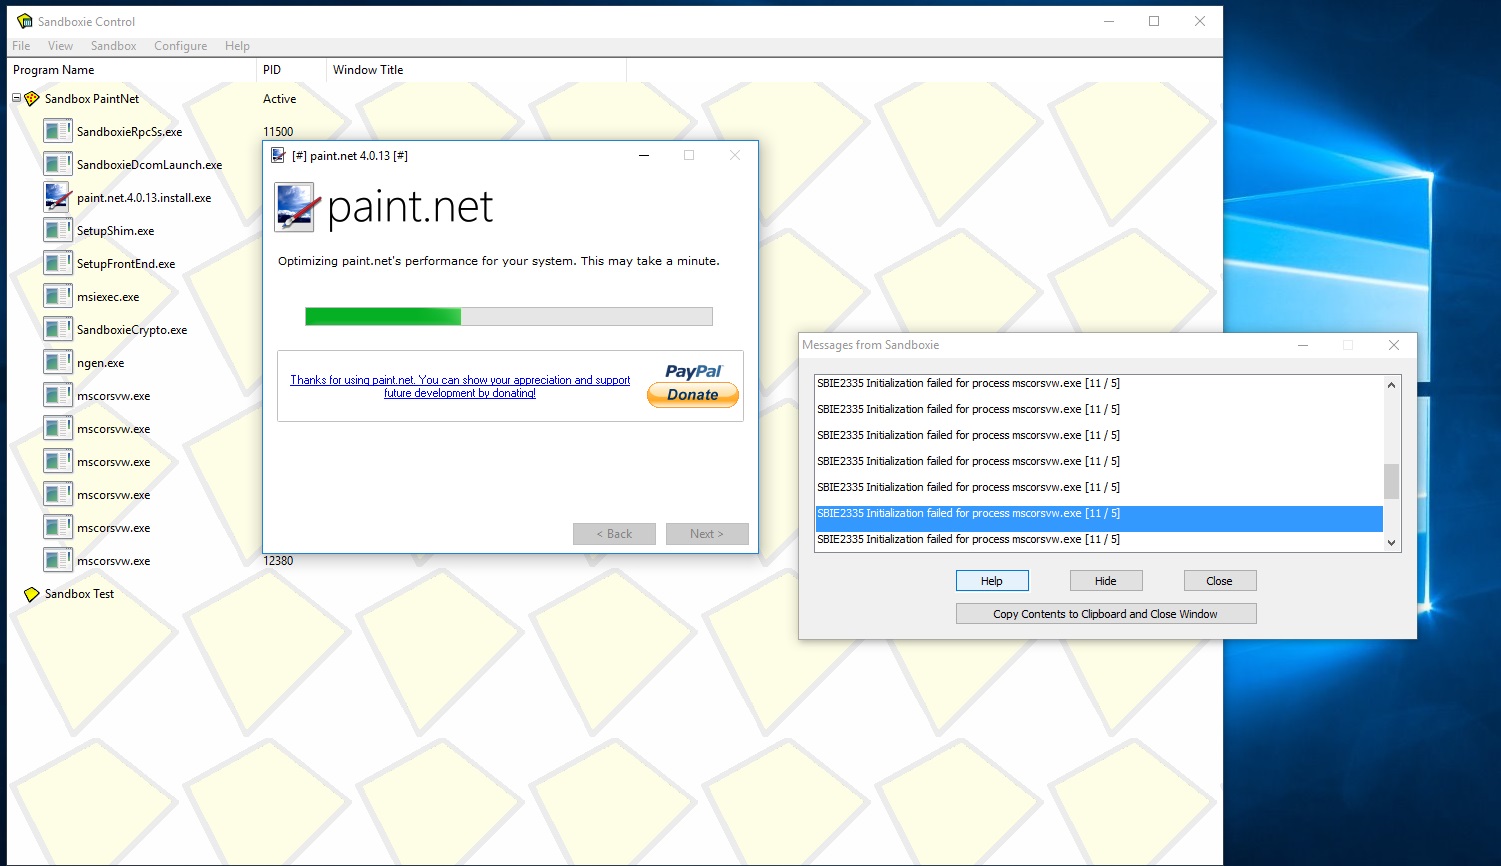 Sandboxie Control
File View Sandbox Configure Help
Program Name PID Window Title
Sandbox PaintNet Active
SandboxieRpcSs.exe 11500
SandboxieDcomLaunch.exe
paint.net.4.0.13.install.exe
SetupShim.exe
SetupFrontEnd.exe
msiexec.exe
SandboxieCrypto.exe
ngen.exe
mscorsvw.exe
mscorsvw.exe
mscorsvw.exe
mscorsvw.exe
mscorsvw.exe
mscorsvw.exe 12380
Sandbox Test
[#] paint.net 4.0.13 [#]
paint.net
Optimizing paint.net's performance for your system. This may take a minute.
Thanks for using paint.net. You can show your appreciation and support
future development by donating!
PayPal
Donate
< Back Next >
Messages from Sandboxie
SBIE2335 Initialization failed for process mscorsvw.exe [11 / 5]
SBIE2335 Initialization failed for process mscorsvw.exe [11 / 5]
SBIE2335 Initialization failed for process mscorsvw.exe [11 / 5]
SBIE2335 Initialization failed for process mscorsvw.exe [11 / 5]
SBIE2335 Initialization failed for process mscorsvw.exe [11 / 5]
SBIE2335 Initialization failed for process mscorsvw.exe [11 / 5]
SBIE2335 Initialization failed for process mscorsvw.exe [11 / 5]
Help Hide Close
Copy Contents to Clipboard and Close Window